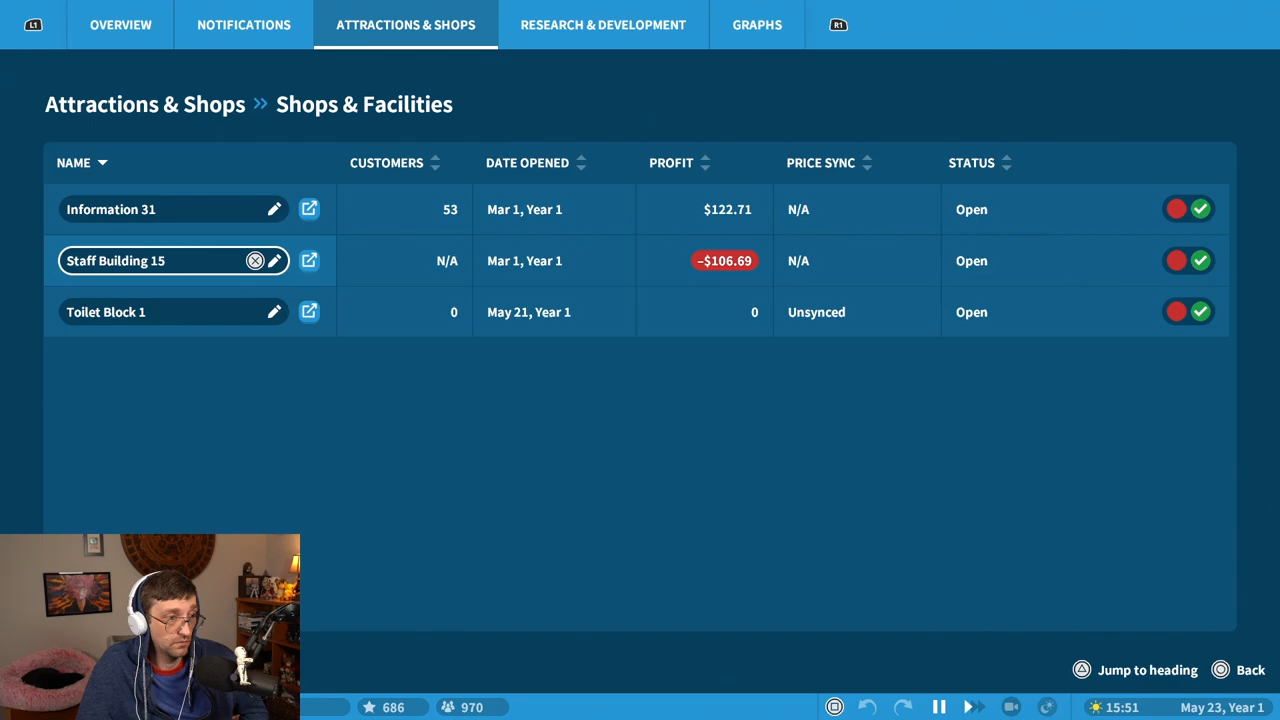 L1 OVERVIEW NOTIFICATIONS ATTRACTIONS & SHOPS RESEARCH & DEVELOPMENT GRAPHS R1
Attractions & Shops » Shops & Facilities
NAME CUSTOMERS DATE OPENED PROFIT PRICE SYNC STATUS
Information 31 53 Mar 1, Year 1 $122.71 N/A Open
Staff Building 15 N/A Mar 1, Year 1 –$106.69 N/A Open
Toilet Block 1 0 May 21, Year 1 0 Unsynced Open
Jump to heading Back
686 970 15:51 May 23, Year 1